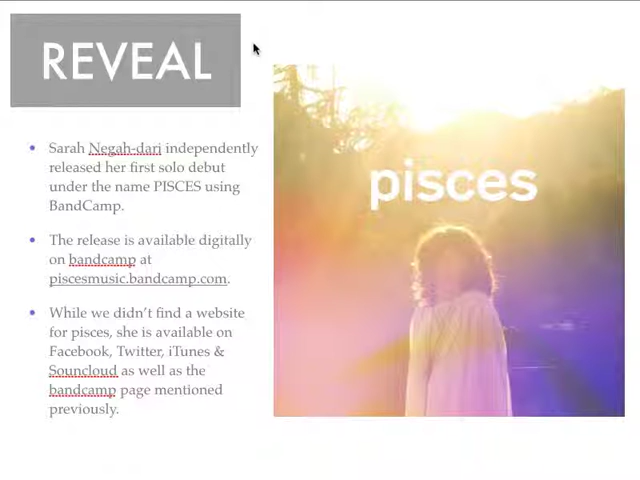 REVEAL
Sarah Negah-dari independently
released her first solo debut
under the name PISCES using
BandCamp.
The release is available digitally
on bandcamp at
piscesmusic.bandcamp.com.
While we didn't find a website
for pisces, she is available on
Facebook, Twitter, iTunes &
Souncloud as well as the
bandcamp page mentioned
previously.
pisces